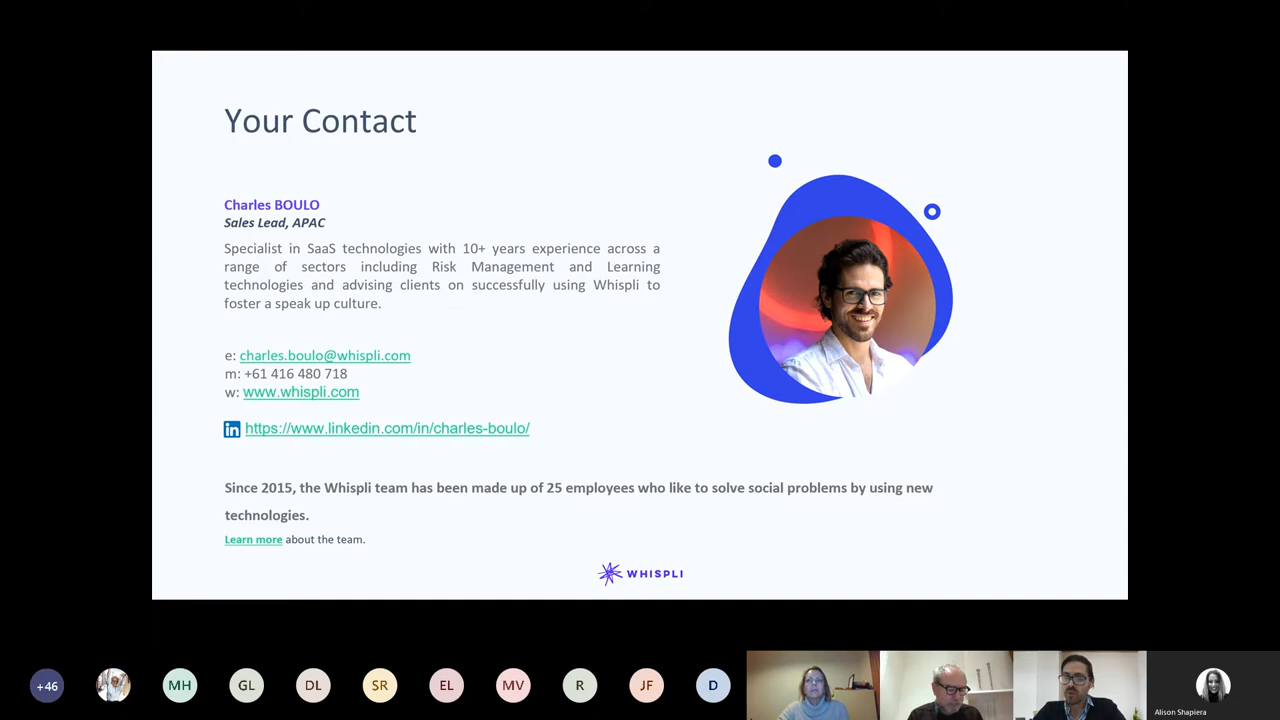 Your Contact
Charles BOULO
Sales Lead, APAC
Specialist in SaaS technologies with 10+ years experience across a
range of sectors including Risk Management and Learning
technologies and advising clients on successfully using Whispli to
foster a speak up culture.
e: charles.boulo@whispli.com
m: +61 416 480 718
w: www.whispli.com
in https://www.linkedin.com/in/charles-boulo/
Since 2015, the Whispli team has been made up of 25 employees who like to solve social problems by using new
technologies.
Learn more about the team.
WHISPLI
+46 MH GL DL SR EL MV R JF D
Alison Shapiera